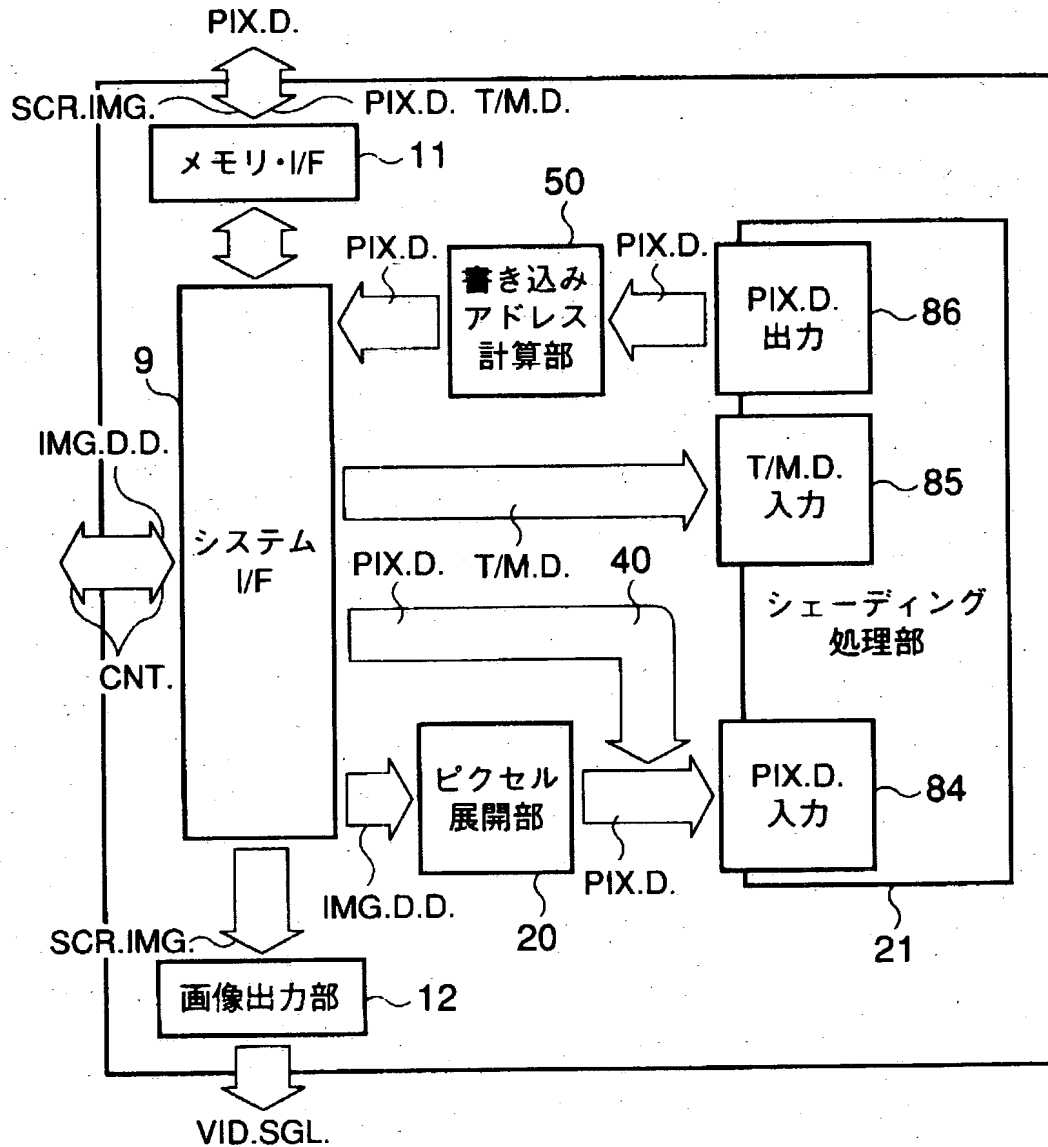 PIX.D.
SCR.IMG.
PIX.D. T/M.D.
メモリ・I/F
11
50
PIX.D.
書き込み
アドレス
計算部
PIX.D.
PIX.D.
出力
86
9
IMG.D.D.
CNT.
システム
I/F
T/M.D.
入力
85
T/M.D.
PIX.D.
40
シェーディング
処理部
ピクセル
展開部
PIX.D.
入力
84
IMG.D.D.
20
PIX.D.
21
SCR.IMG.
画像出力部
12
VID.SGL.